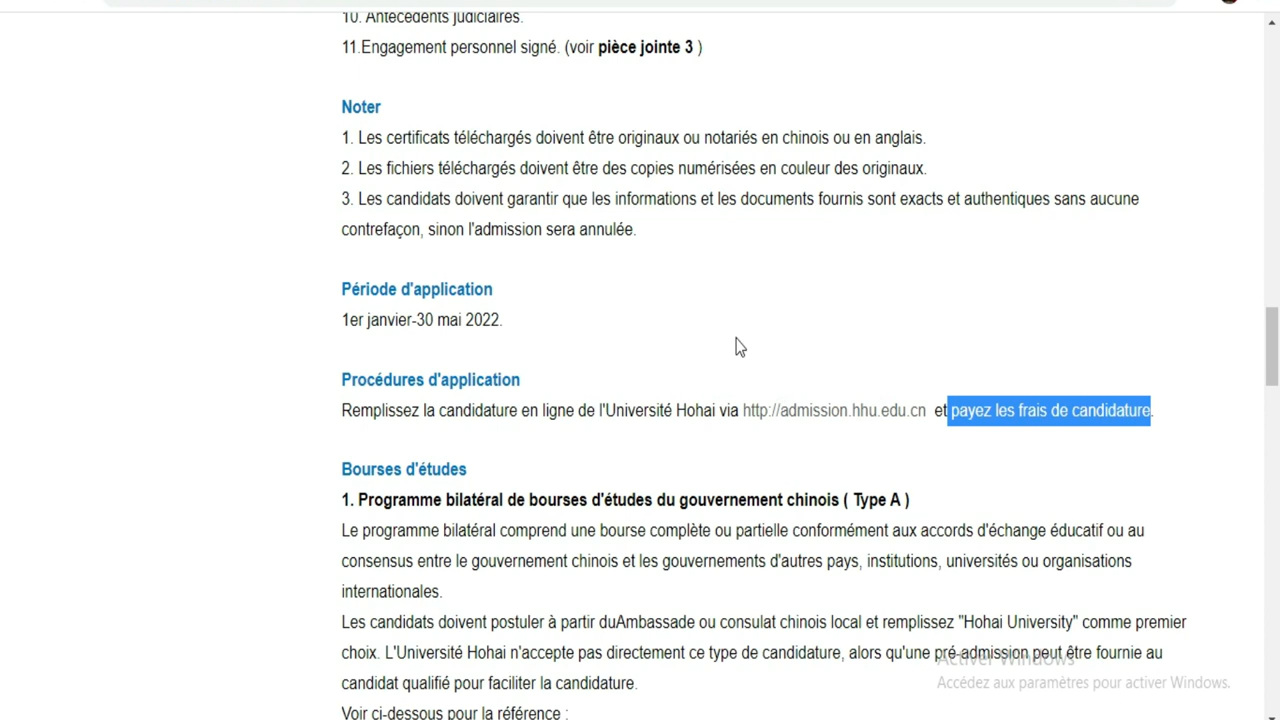 10. Antécédents judiciaires.
11.Engagement personnel signé. (voir pièce jointe 3 )
Noter
1. Les certificats téléchargés doivent être originaux ou notariés en chinois ou en anglais.
2. Les fichiers téléchargés doivent être des copies numérisées en couleur des originaux.
3. Les candidats doivent garantir que les informations et les documents fournis sont exacts et authentiques sans aucune
contrefaçon, sinon l'admission sera annulée.
Période d'application
1er janvier-30 mai 2022.
Procédures d'application
Remplissez la candidature en ligne de l'Université Hohai via http://admission.hhu.edu.cn et payez les frais de candidature.
Bourses d'études
1. Programme bilatéral de bourses d'études du gouvernement chinois ( Type A )
Le programme bilatéral comprend une bourse complète ou partielle conformément aux accords d'échange éducatif ou au
consensus entre le gouvernement chinois et les gouvernements d'autres pays, institutions, universités ou organisations
internationales.
Les candidats doivent postuler à partir duAmbassade ou consulat chinois local et remplissez "Hohai University" comme premier
choix. L'Université Hohai n'accepte pas directement ce type de candidature, alors qu'une pré-admission peut être fournie au
candidat qualifié pour faciliter la candidature.
Voir ci-dessous pour la référence :
Activer Windows
Accédez aux paramètres pour activer Windows.